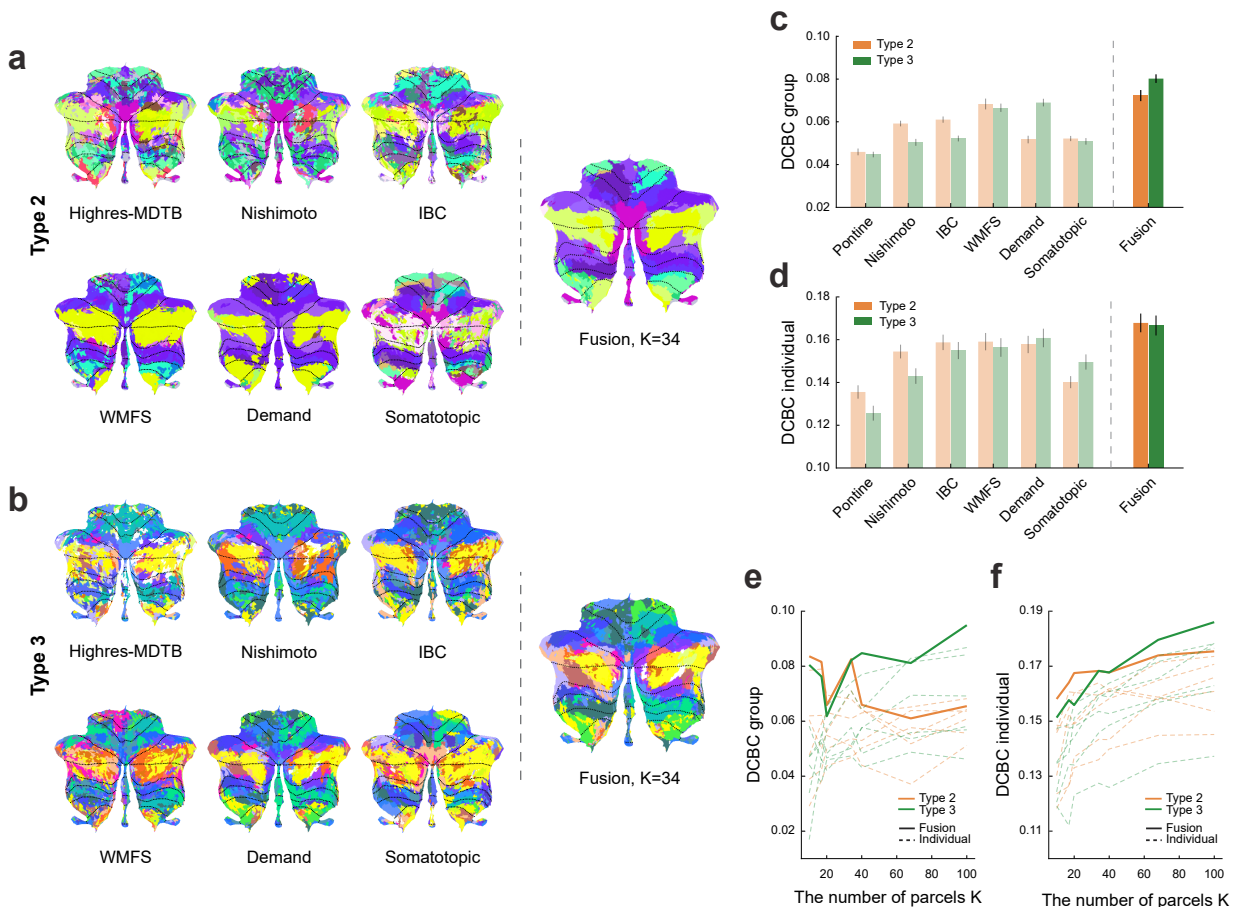 a
Type 2
Highres-MDTB
Nishimoto
IBC
WMFS
Demand
Somatotopic
Fusion, K=34
b
Type 3
Highres-MDTB
Nishimoto
IBC
WMFS
Demand
Somatotopic
Fusion, K=34
c
DCBC group
0.10
0.08
0.06
0.04
0.02
Type 2
Type 3
Pontine
Nishimoto
IBC
WMFS
Demand
Somatotopic
Fusion
d
DCBC individual
0.18
0.16
0.14
0.12
0.10
Type 2
Type 3
Pontine
Nishimoto
IBC
WMFS
Demand
Somatotopic
Fusion
e
DCBC group
0.10
0.08
0.06
0.04
0.02
Type 2
Type 3
Fusion
Individual
20 40 60 80 100
The number of parcels K
f
DCBC individual
0.19
0.17
0.15
0.13
0.11
Type 2
Type 3
Fusion
Individual
20 40 60 80 100
The number of parcels K